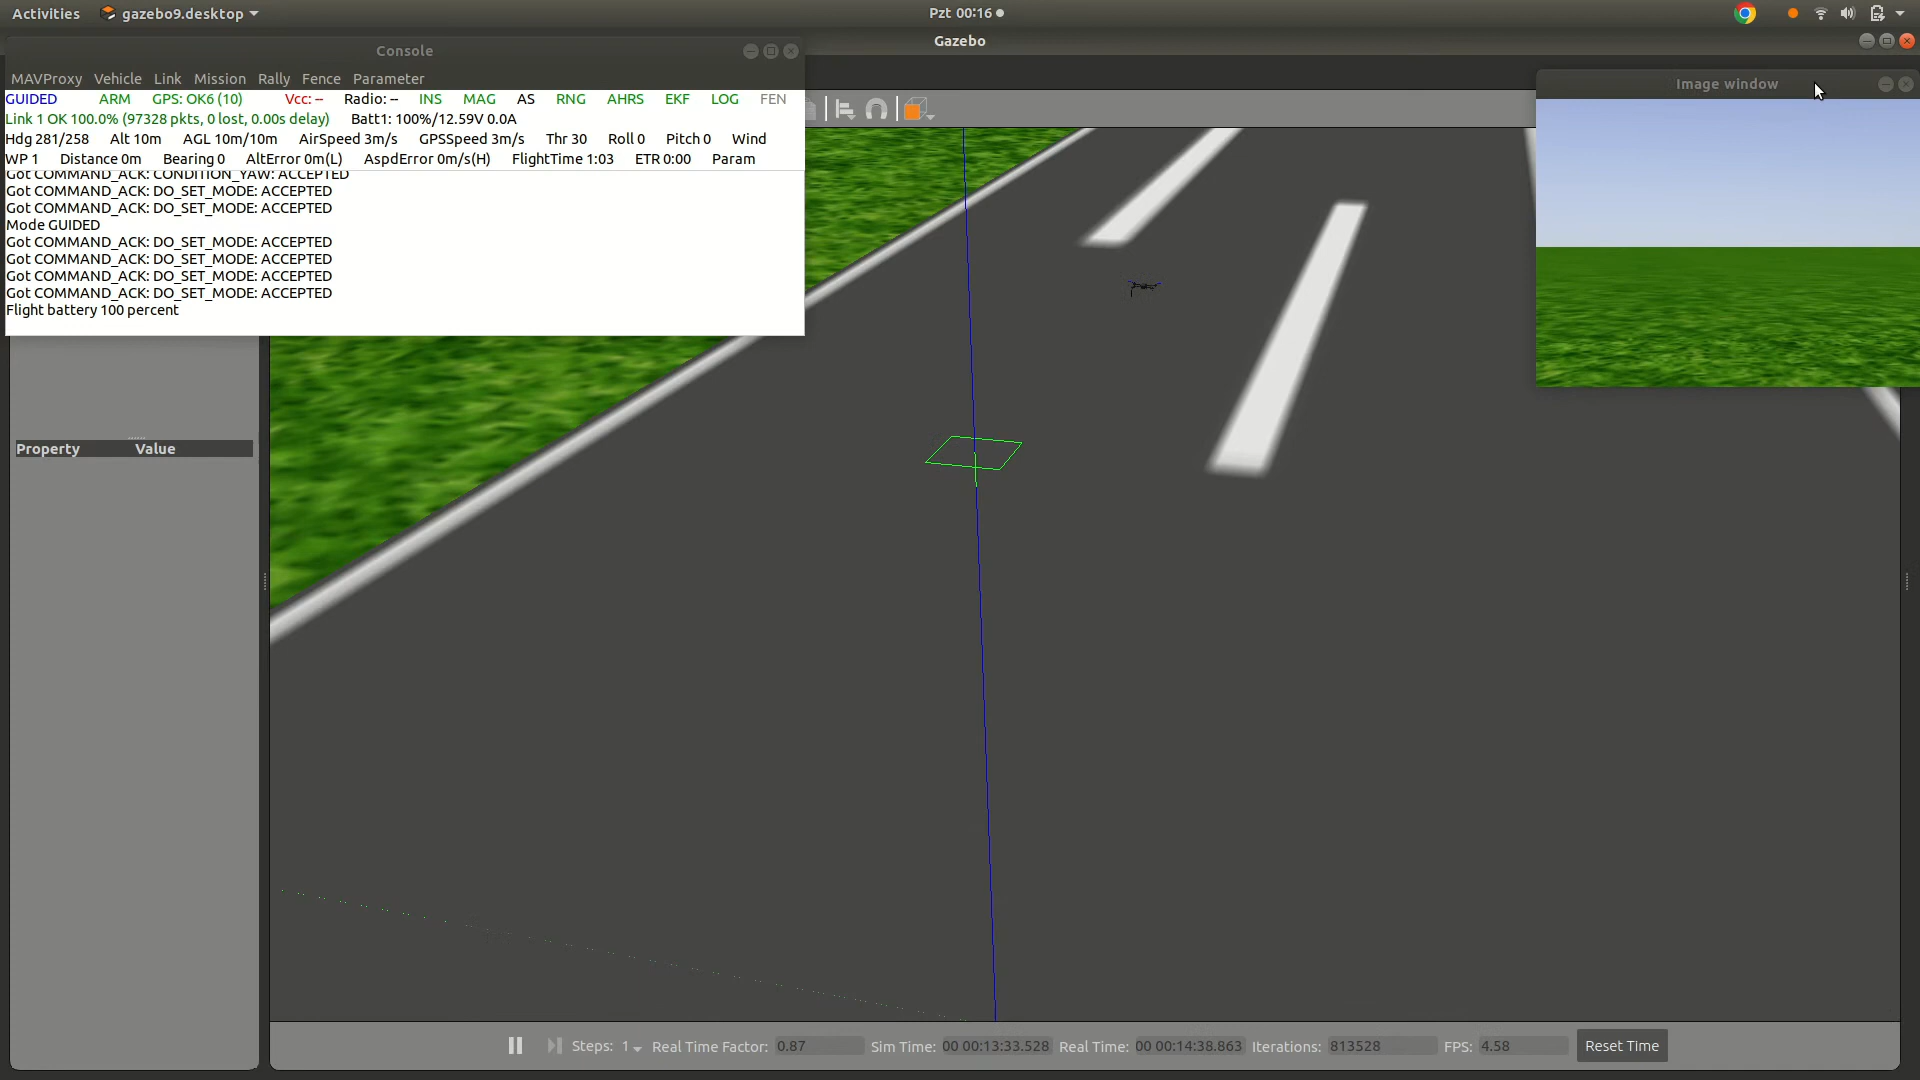 Activities gazebo9.desktop Pzt 00:16
Gazebo
Console
MAVProxy Vehicle Link Mission Rally Fence Parameter
GUIDED ARM GPS: OK6 (10) Vcc: -- Radio: -- INS MAG AS RNG AHRS EKF LOG FEN
Link 1 OK 100.0% (97328 pkts, 0 lost, 0.00s delay) Batt1: 100%/12.59V 0.0A
Hdg 281/258 Alt 10m AGL 10m/10m AirSpeed 3m/s GPSSpeed 3m/s Thr 30 Roll 0 Pitch 0 Wind
WP 1 Distance 0m Bearing 0 AltError 0m(L) AspdError 0m/s(H) FlightTime 1:03 ETR 0:00 Param
Got COMMAND_ACK: CONDITION_YAW: ACCEPTED
Got COMMAND_ACK: DO_SET_MODE: ACCEPTED
Got COMMAND_ACK: DO_SET_MODE: ACCEPTED
Mode GUIDED
Got COMMAND_ACK: DO_SET_MODE: ACCEPTED
Got COMMAND_ACK: DO_SET_MODE: ACCEPTED
Got COMMAND_ACK: DO_SET_MODE: ACCEPTED
Got COMMAND_ACK: DO_SET_MODE: ACCEPTED
Flight battery 100 percent
Image window
Property Value
Steps: 1 Real Time Factor: 0.87 Sim Time: 00 00:13:33.528 Real Time: 00 00:14:38.863 Iterations: 813528 FPS: 4.58 Reset Time